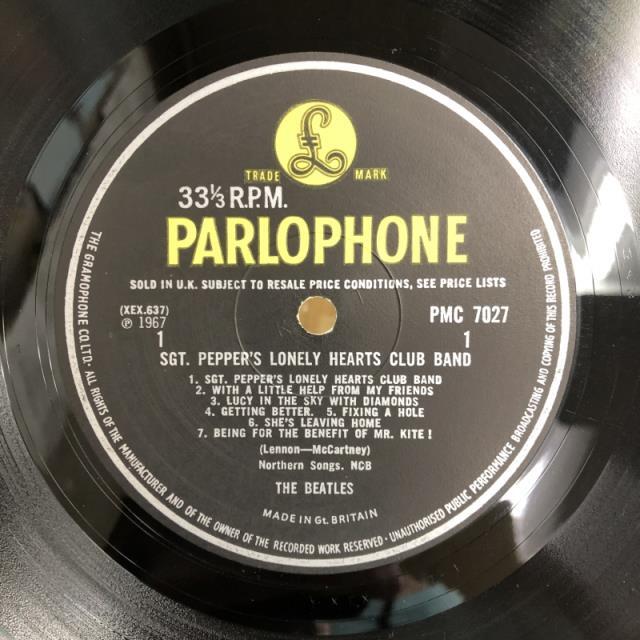 TRADE MARK
33⅓ R.P.M.
PARLOPHONE
SOLD IN U.K. SUBJECT TO RESALE PRICE CONDITIONS, SEE PRICE LISTS
(XEX.637) PMC 7027
℗ 1967
1 1
SGT. PEPPER'S LONELY HEARTS CLUB BAND
1. SGT. PEPPER'S LONELY HEARTS CLUB BAND
2. WITH A LITTLE HELP FROM MY FRIENDS
3. LUCY IN THE SKY WITH DIAMONDS
4. GETTING BETTER. 5. FIXING A HOLE
6. SHE'S LEAVING HOME
7. BEING FOR THE BENEFIT OF MR. KITE !
(Lennon—McCartney)
Northern Songs. NCB
THE BEATLES
MADE IN Gt. BRITAIN
THE GRAMOPHONE CO. LTD. ALL RIGHTS OF THE MANUFACTURER AND OF THE OWNER OF THE RECORDED WORK RESERVED · UNAUTHORISED PUBLIC PERFORMANCE BROADCASTING AND COPYING OF THIS RECORD PROHIBITED